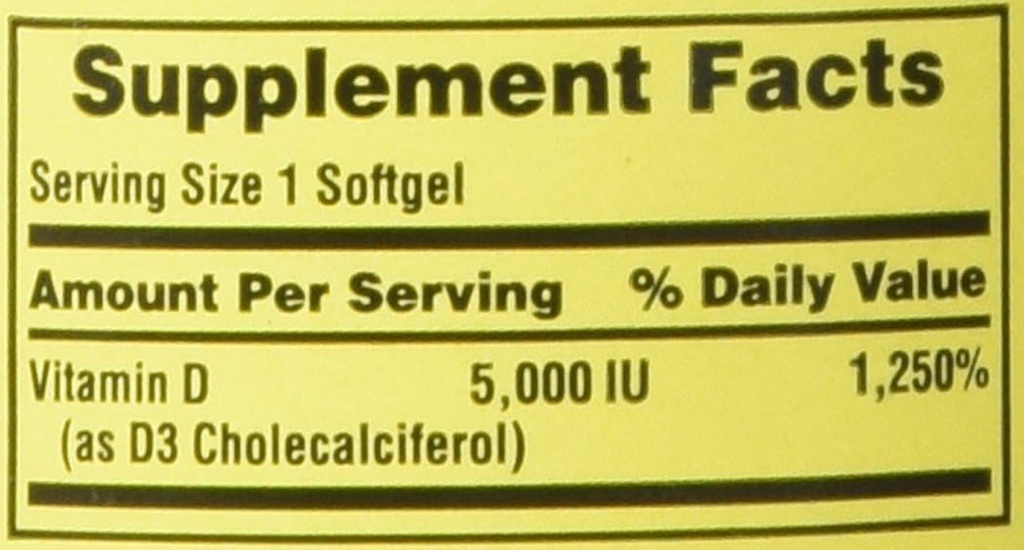 Supplement Facts
Serving Size 1 Softgel
Amount Per Serving % Daily Value
Vitamin D 5,000 IU 1,250%
(as D3 Cholecalciferol)